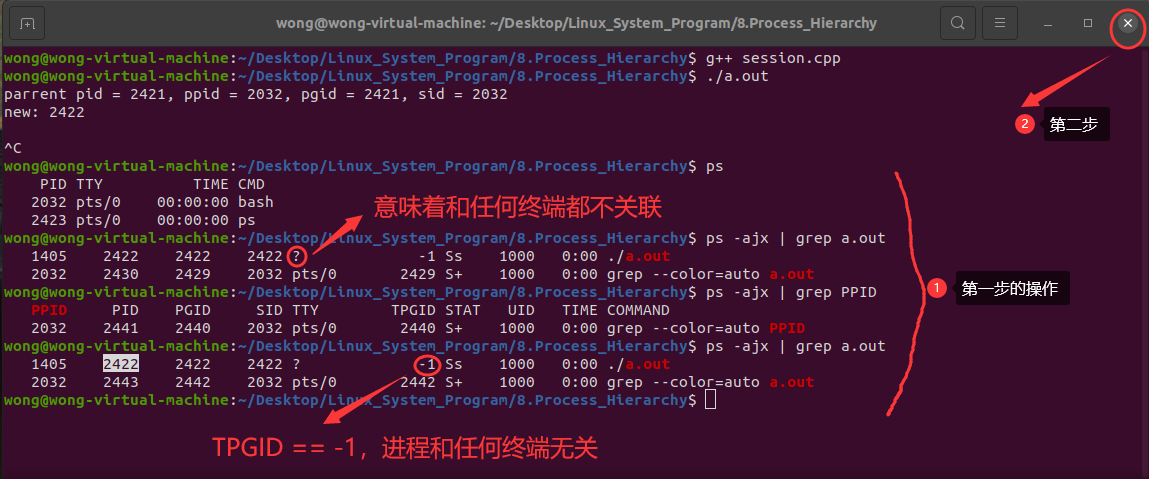 wong@wong-virtual-machine: ~/Desktop/Linux_System_Program/8.Process_Hierarchy
wong@wong-virtual-machine:~/Desktop/Linux_System_Program/8.Process_Hierarchy$ g++ session.cpp
wong@wong-virtual-machine:~/Desktop/Linux_System_Program/8.Process_Hierarchy$ ./a.out
parrent pid = 2421, ppid = 2032, pgid = 2421, sid = 2032
new: 2422
2 第二步
^C
wong@wong-virtual-machine:~/Desktop/Linux_System_Program/8.Process_Hierarchy$ ps
PID TTY TIME CMD
2032 pts/0 00:00:00 bash
2423 pts/0 00:00:00 ps
意味着和任何终端都不关联
wong@wong-virtual-machine:~/Desktop/Linux_System_Program/8.Process_Hierarchy$ ps -ajx | grep a.out
1405 2422 2422 2422 ? -1 Ss 1000 0:00 ./a.out
2032 2430 2429 2032 pts/0 2429 S+ 1000 0:00 grep --color=auto a.out
wong@wong-virtual-machine:~/Desktop/Linux_System_Program/8.Process_Hierarchy$ ps -ajx | grep PPID
1 第一步的操作
PPID PID PGID SID TTY TPGID STAT UID TIME COMMAND
2032 2441 2440 2032 pts/0 2440 S+ 1000 0:00 grep --color=auto PPID
wong@wong-virtual-machine:~/Desktop/Linux_System_Program/8.Process_Hierarchy$ ps -ajx | grep a.out
1405 2422 2422 2422 ? -1 Ss 1000 0:00 ./a.out
2032 2443 2442 2032 pts/0 2442 S+ 1000 0:00 grep --color=auto a.out
wong@wong-virtual-machine:~/Desktop/Linux_System_Program/8.Process_Hierarchy$
TPGID == -1，进程和任何终端无关